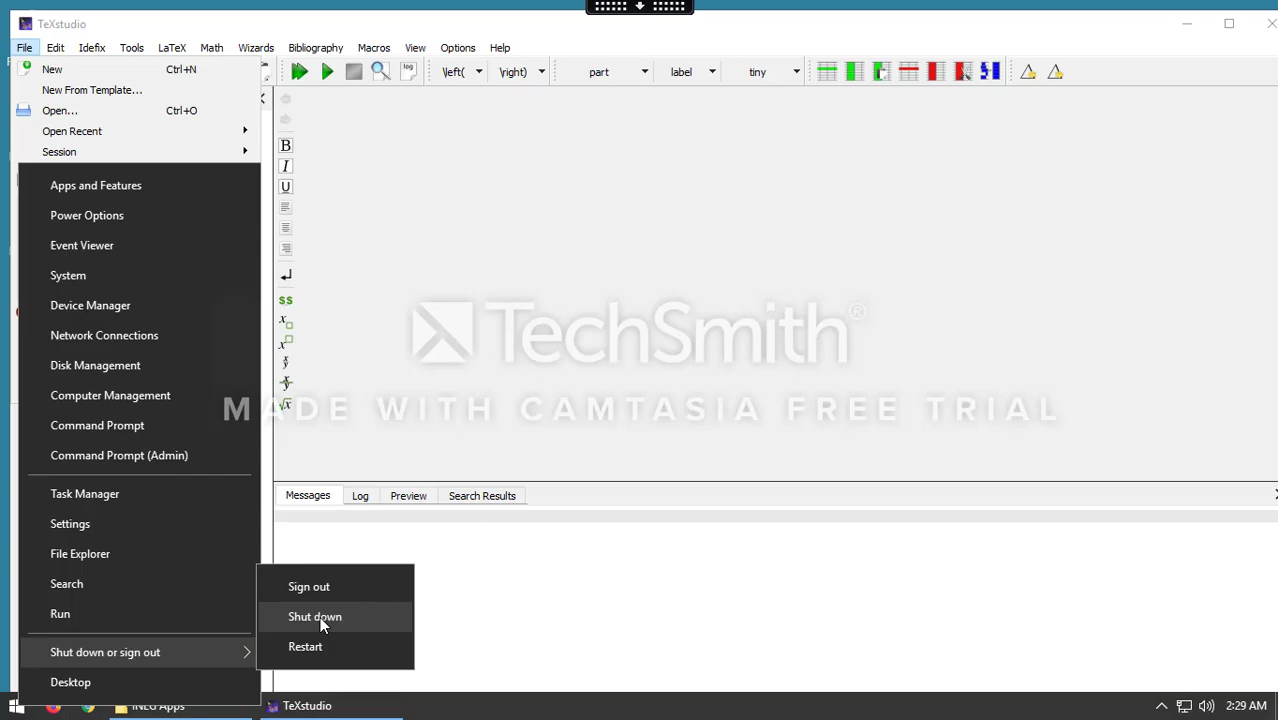 TeXstudio
File Edit Idefix Tools LaTeX Math Wizards Bibliography Macros View Options Help
New Ctrl+N
log \left( \right) part label tiny
New From Template...
Open... Ctrl+O
Open Recent
Session
B
I
U
Apps and Features
Power Options
Event Viewer
System
Device Manager
Network Connections
Disk Management
Computer Management
Command Prompt
Command Prompt (Admin)
Task Manager
Settings
File Explorer
Search
Run
Shut down or sign out
Desktop
Sign out
Shut down
Restart
$$
x
x
x/y
x/y
√x
TechSmith®
MADE WITH CAMTASIA FREE TRIAL
Messages Log Preview Search Results
INEG Apps TeXstudio 2:29 AM